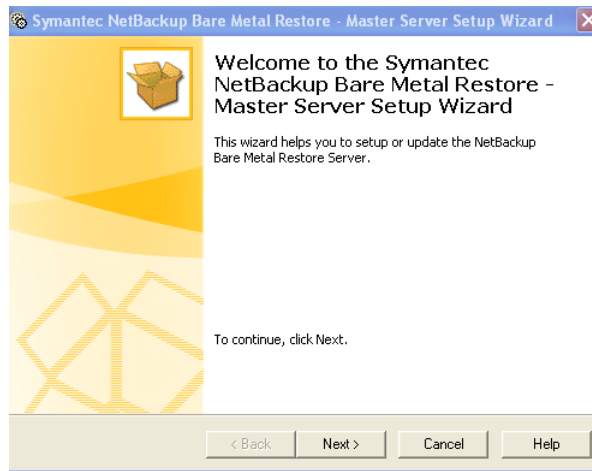 Symantec NetBackup Bare Metal Restore - Master Server Setup Wizard
Welcome to the Symantec
NetBackup Bare Metal Restore -
Master Server Setup Wizard
This wizard helps you to setup or update the NetBackup
Bare Metal Restore Server.
To continue, click Next.
< Back Next > Cancel Help